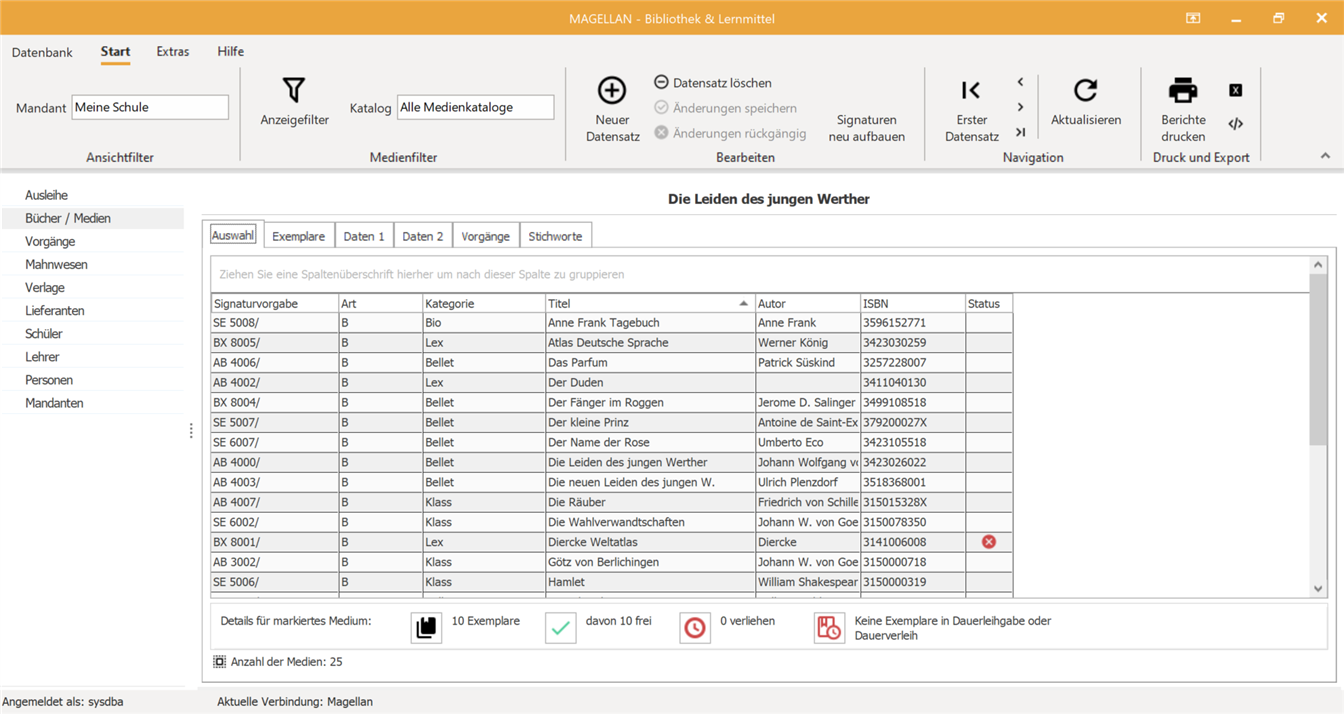 MAGELLAN - Bibliothek & Lernmittel
Datenbank Start Extras Hilfe
Mandant Meine Schule
Ansichtfilter
Anzeigefilter
Katalog Alle Medienkataloge
Medienfilter
Neuer
Datensatz
Datensatz löschen
Änderungen speichern
Änderungen rückgängig
Signaturen
neu aufbauen
Bearbeiten
Erster
Datensatz
Aktualisieren
Navigation
Berichte
drucken
Druck und Export
Ausleihe
Bücher / Medien
Vorgänge
Mahnwesen
Verlage
Lieferanten
Schüler
Lehrer
Personen
Mandanten
Die Leiden des jungen Werther
Auswahl Exemplare Daten 1 Daten 2 Vorgänge Stichworte
Ziehen Sie eine Spaltenüberschrift hierher um nach dieser Spalte zu gruppieren
Signaturvorgabe Art Kategorie Titel Autor ISBN Status
SE 5008/ B Bio Anne Frank Tagebuch Anne Frank 3596152771
BX 8005/ B Lex Atlas Deutsche Sprache Werner König 3423030259
AB 4006/ B Bellet Das Parfum Patrick Süskind 3257228007
AB 4002/ B Lex Der Duden 3411040130
BX 8004/ B Bellet Der Fänger im Roggen Jerome D. Salinger 3499108518
SE 5007/ B Bellet Der kleine Prinz Antoine de Saint-Ex 379200027X
SE 6007/ B Bellet Der Name der Rose Umberto Eco 3423105518
AB 4000/ B Bellet Die Leiden des jungen Werther Johann Wolfgang vo 3423026022
AB 4003/ B Bellet Die neuen Leiden des jungen W. Ulrich Plenzdorf 3518368001
AB 4007/ B Klass Die Räuber Friedrich von Schille 315015328X
SE 6002/ B Klass Die Wahlverwandtschaften Johann W. von Goe 3150078350
BX 8001/ B Lex Diercke Weltatlas Diercke 3141006008
AB 3002/ B Klass Götz von Berlichingen Johann W. von Goe 3150000718
SE 5006/ B Klass Hamlet William Shakespear 3150000319
Details für markiertes Medium: 10 Exemplare davon 10 frei 0 verliehen Keine Exemplare in Dauerleihgabe oder
Dauerverleih
Anzahl der Medien: 25
Angemeldet als: sysdba Aktuelle Verbindung: Magellan